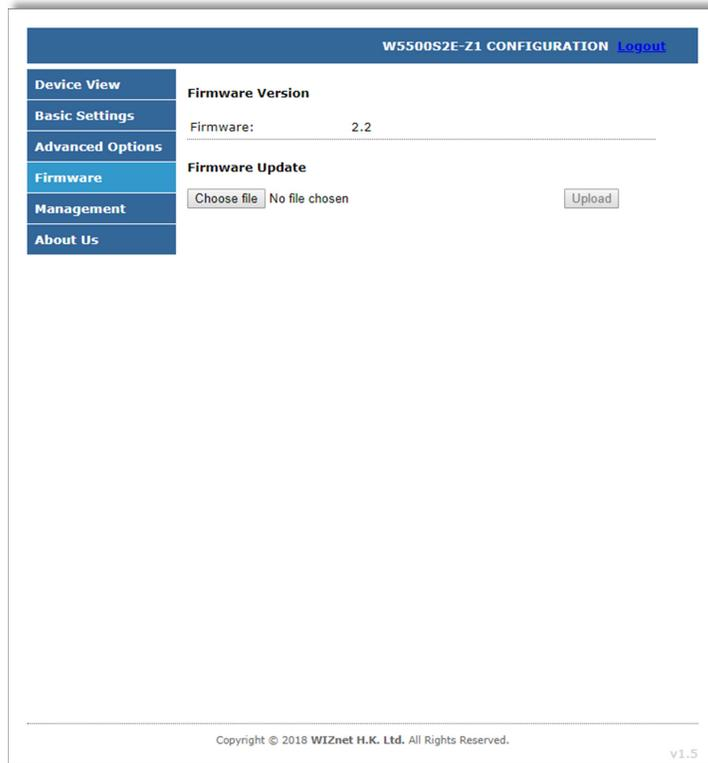 W5500S2E-Z1 CONFIGURATION Logout
Device View
Basic Settings
Advanced Options
Firmware
Management
About Us
Firmware Version
Firmware: 2.2
Firmware Update
Choose file No file chosen Upload
Copyright © 2018 WIZnet H.K. Ltd. All Rights Reserved.
v1.5